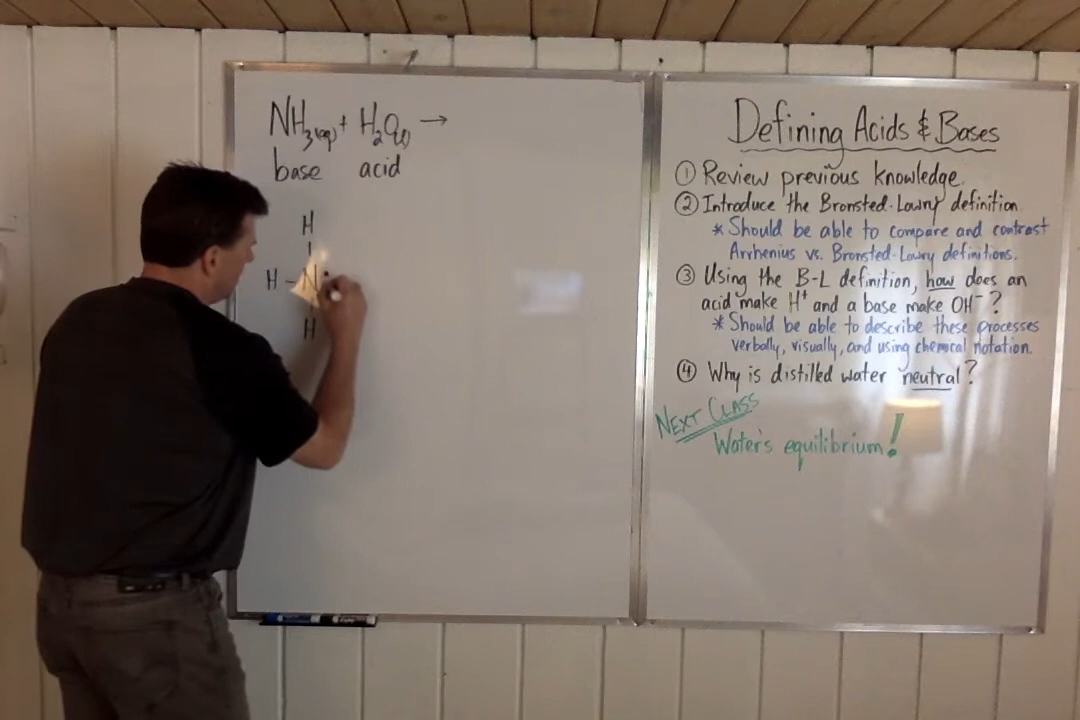 NH₃(aq) + H₂O(l) →
base acid
H
H - N
H
Defining Acids & Bases
① Review previous knowledge.
② Introduce the Bronsted-Lowry definition.
* Should be able to compare and contrast
Arrhenius vs. Bronsted-Lowry definitions.
③ Using the B-L definition, how does an
acid make H⁺ and a base make OH⁻?
* Should be able to describe these processes
verbally, visually, and using chemical notation.
④ Why is distilled water neutral?
NEXT CLASS
Water's equilibrium!